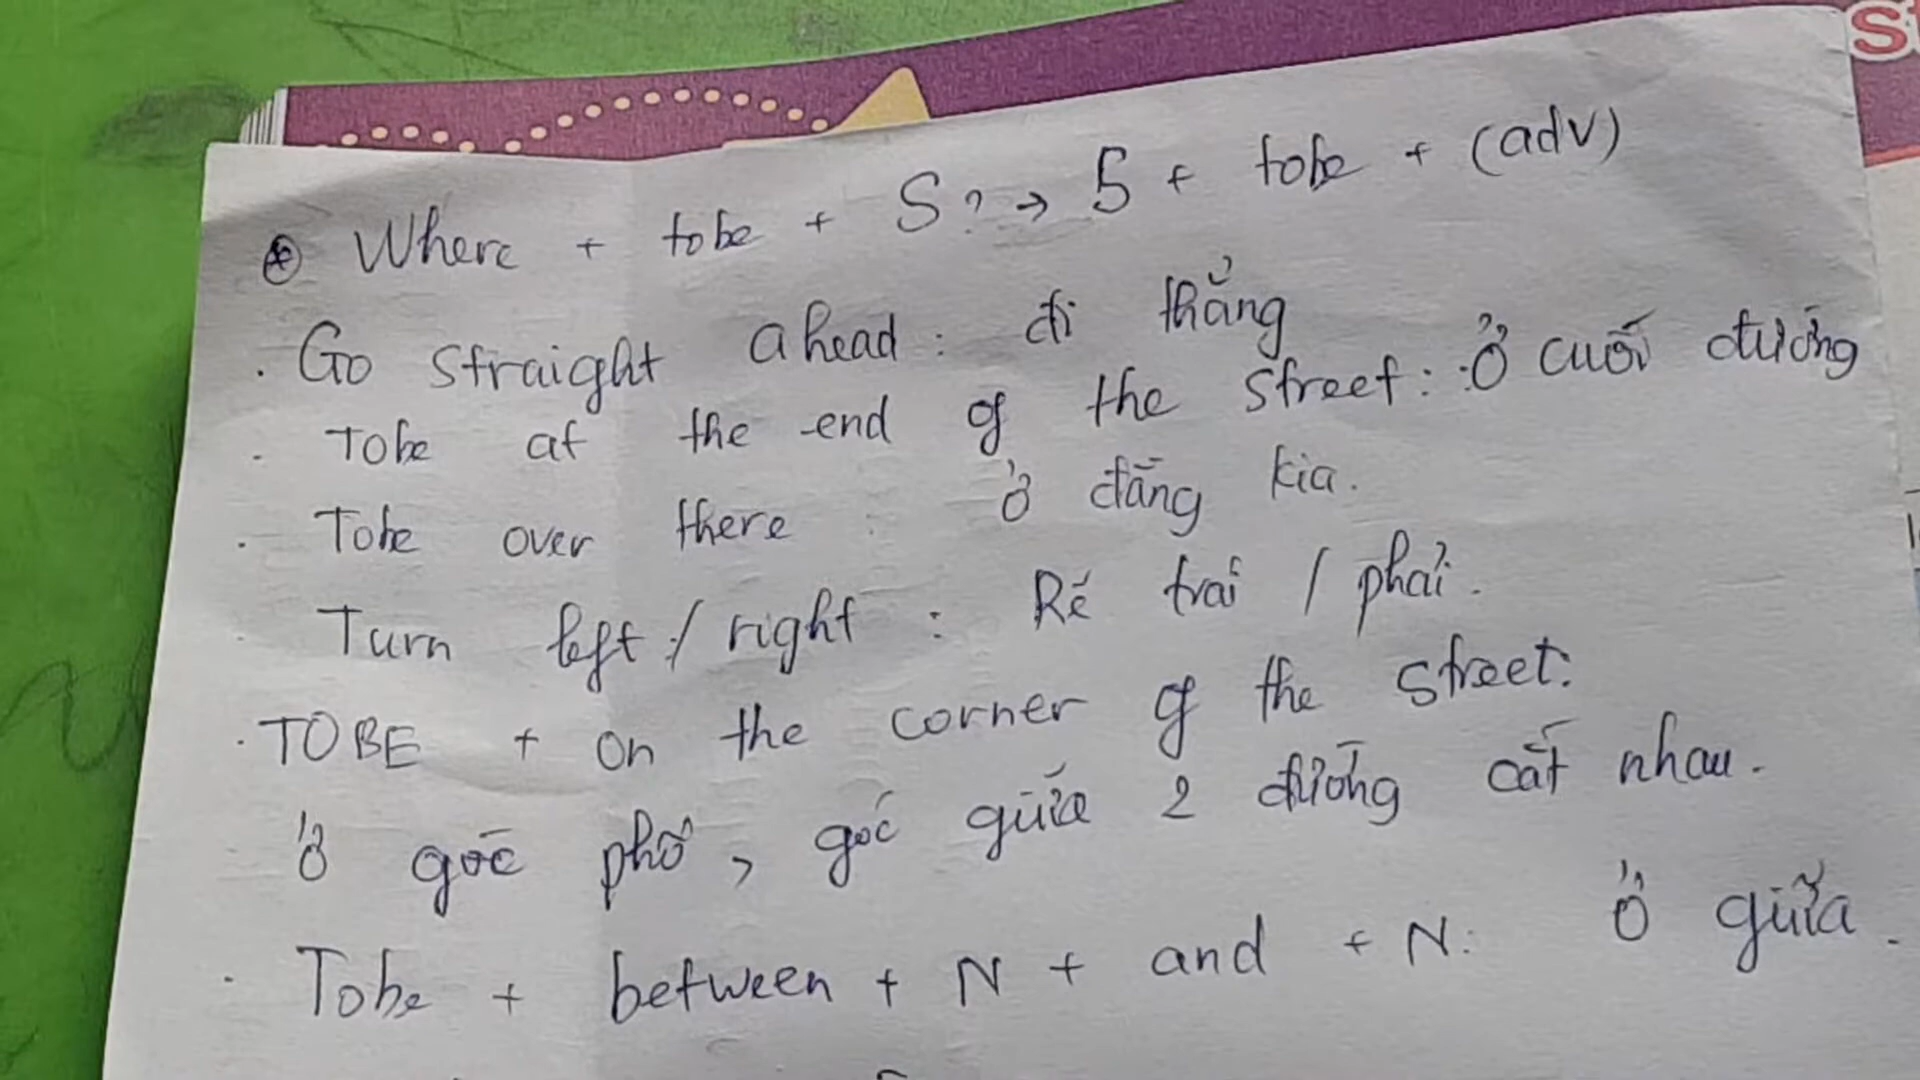 ⊛ Where + tobe + S? → S + tobe + (adv)
. Go straight ahead : đi thẳng
. Tobe at the end of the street: Ở cuối đường
. Tobe over there : ở đằng kia.
. Turn left / right : Rẽ trái / phải.
. TOBE + on the corner of the street:
ở góc phố, góc giữa 2 đường cắt nhau.
. Tobe + between + N + and + N: ở giữa.